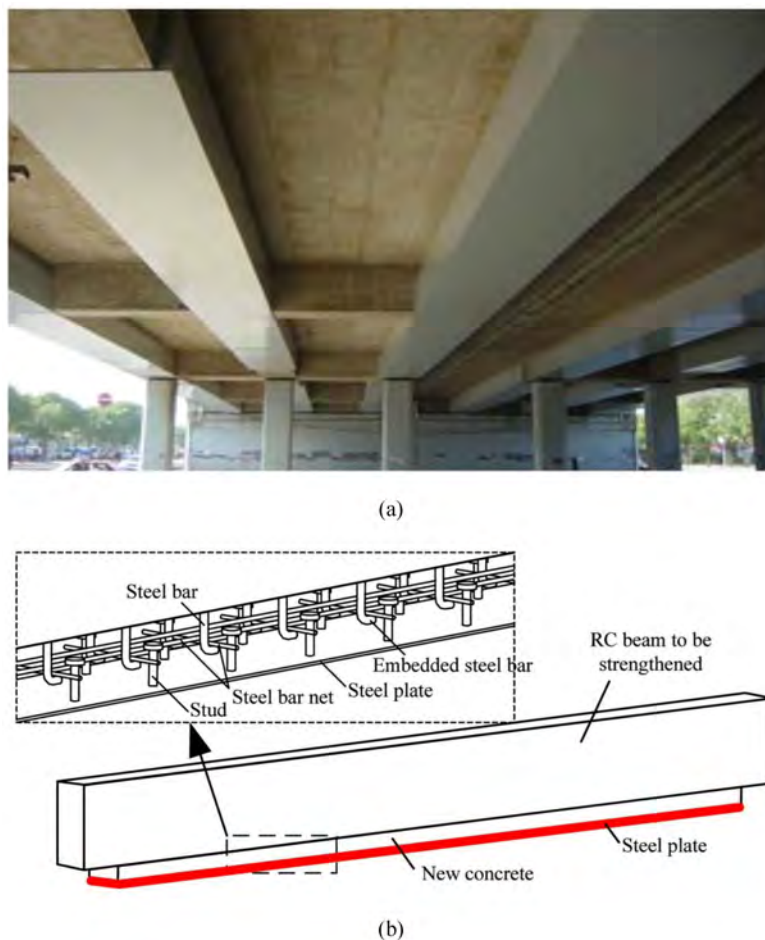 (a)
Steel bar
Embedded steel bar
Steel plate
Steel bar net
Stud
RC beam to be
strengthened
Steel plate
New concrete
(b)